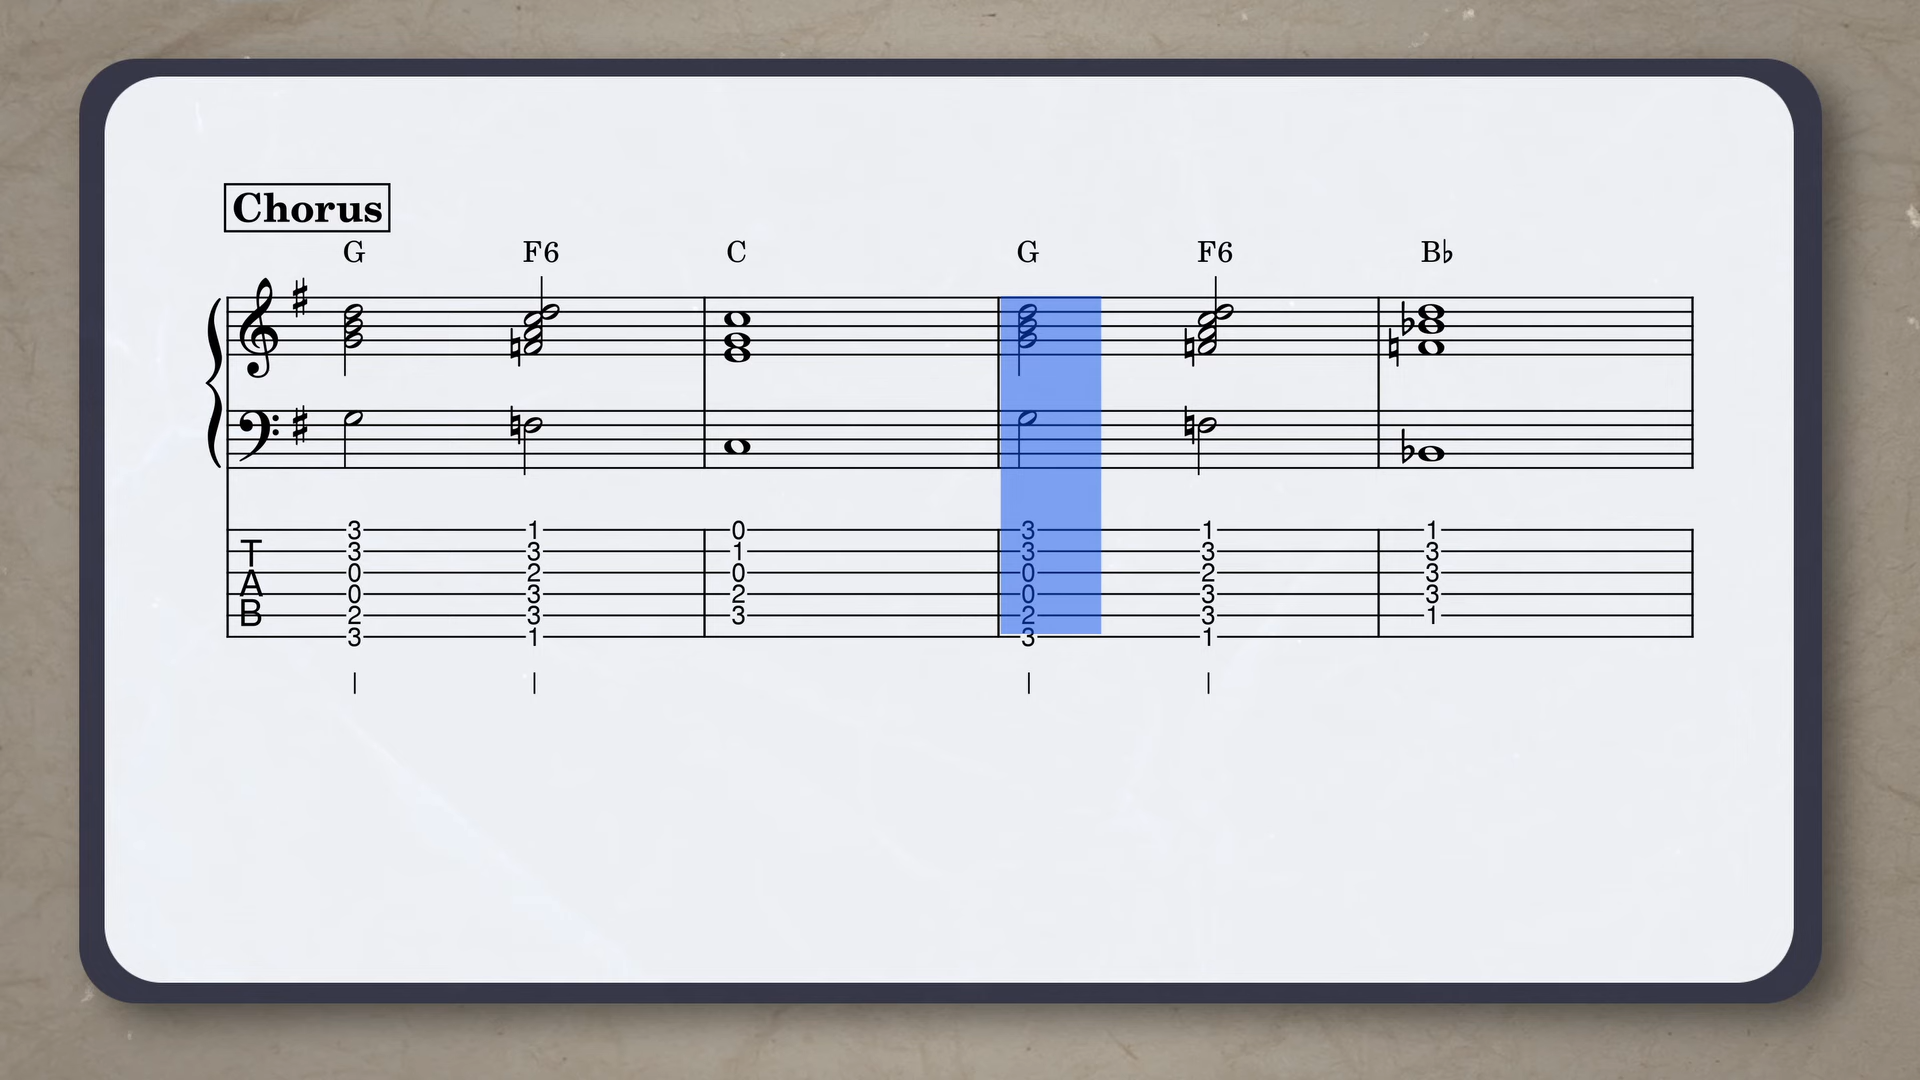 Chorus
G F6 C G F6 B♭
3 1 0 3 1 1
T 3 3 1 3 3 3
A 0 2 0 0 2 3
0 3 2 0 3 3
B 2 3 3 2 3 1
3 1 3 1